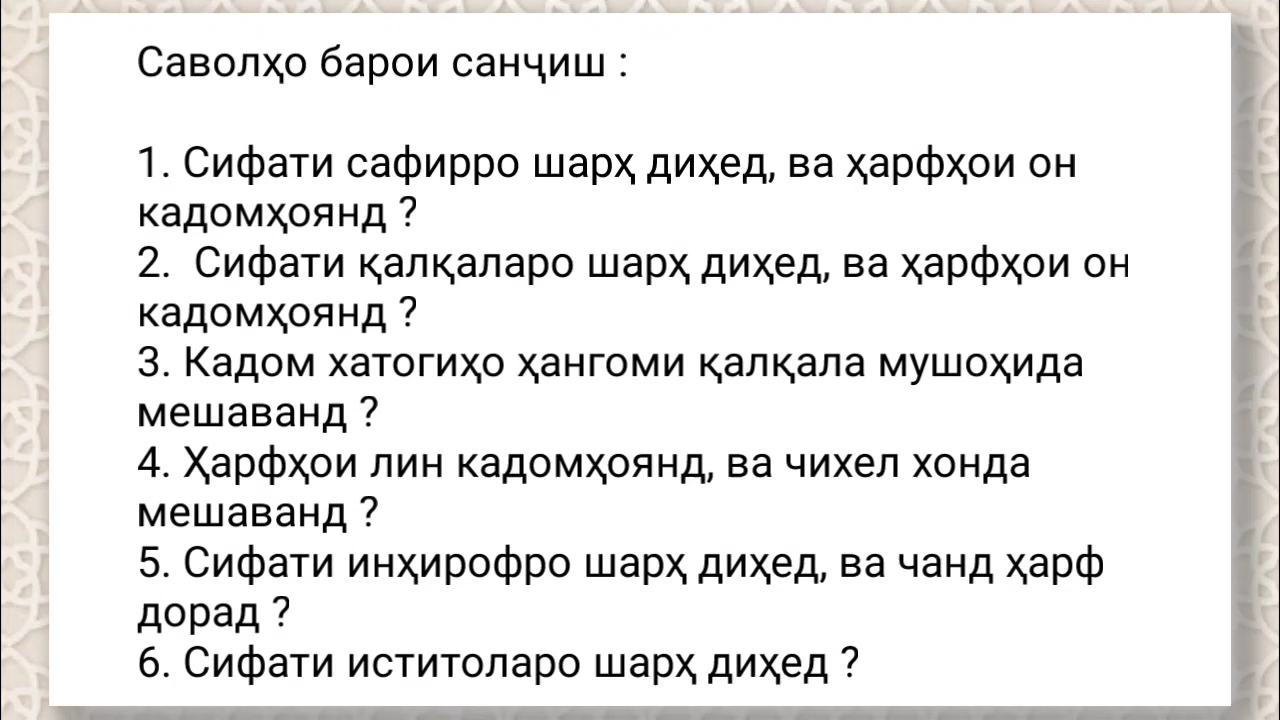 Саволҳо барои санҷиш :
1. Сифати сафирро шарҳ диҳед, ва ҳарфҳои он
кадомҳоянд ?
2. Сифати қалқаларо шарҳ диҳед, ва ҳарфҳои он
кадомҳоянд ?
3. Кадом хатогиҳо ҳангоми қалқала мушоҳида
мешаванд ?
4. Ҳарфҳои лин кадомҳоянд, ва чихел хонда
мешаванд ?
5. Сифати инҳирофро шарҳ диҳед, ва чанд ҳарф
дорад ?
6. Сифати иститоларо шарҳ диҳед ?